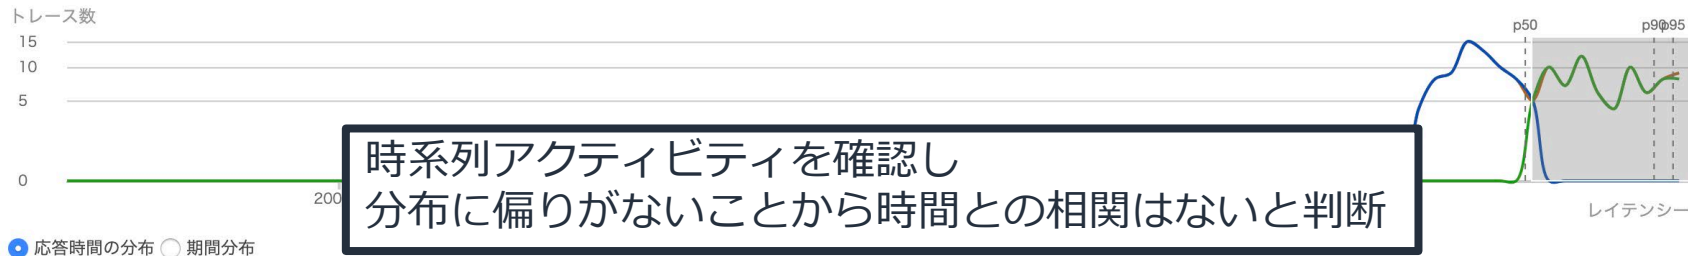 トレース数
p50 p90 p95
15
10
5
時系列アクティビティを確認し
分布に偏りがないことから時間との相関はないと判断
0
200
レイテンシー
応答時間の分布 期間分布